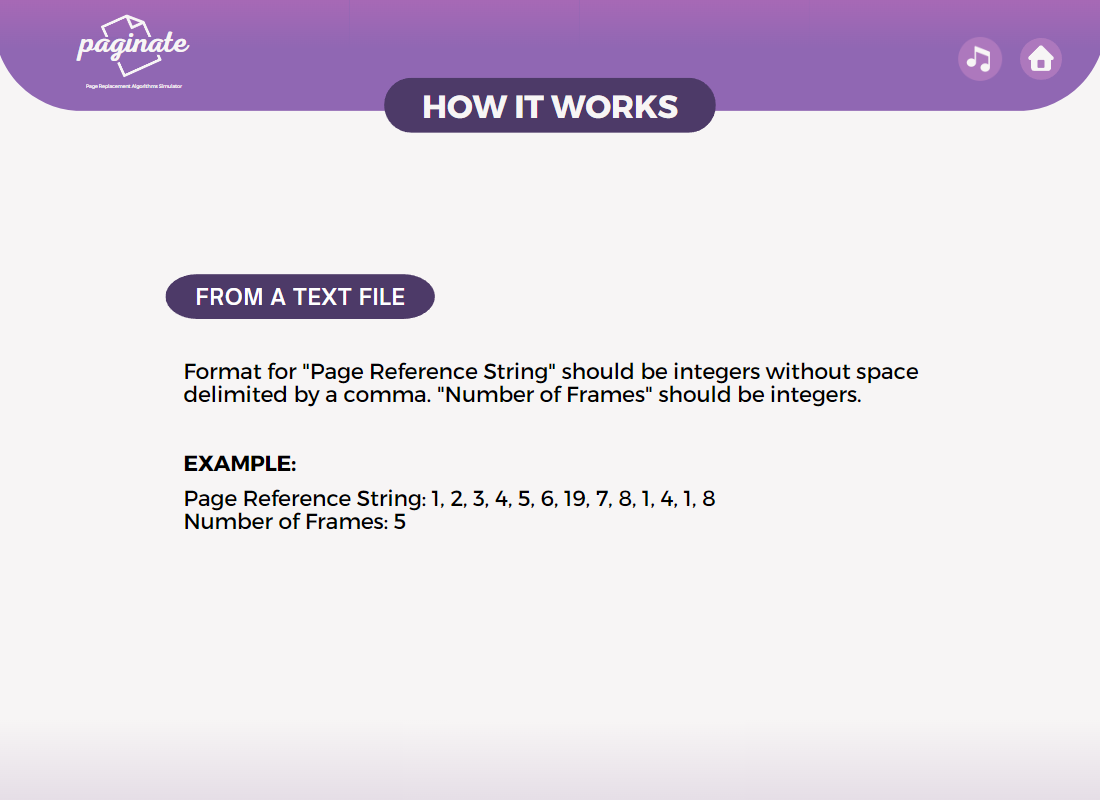 paginate
Page Replacement Algorithms Simulator
HOW IT WORKS
FROM A TEXT FILE
Format for "Page Reference String" should be integers without space
delimited by a comma. "Number of Frames" should be integers.
EXAMPLE:
Page Reference String: 1, 2, 3, 4, 5, 6, 19, 7, 8, 1, 4, 1, 8
Number of Frames: 5